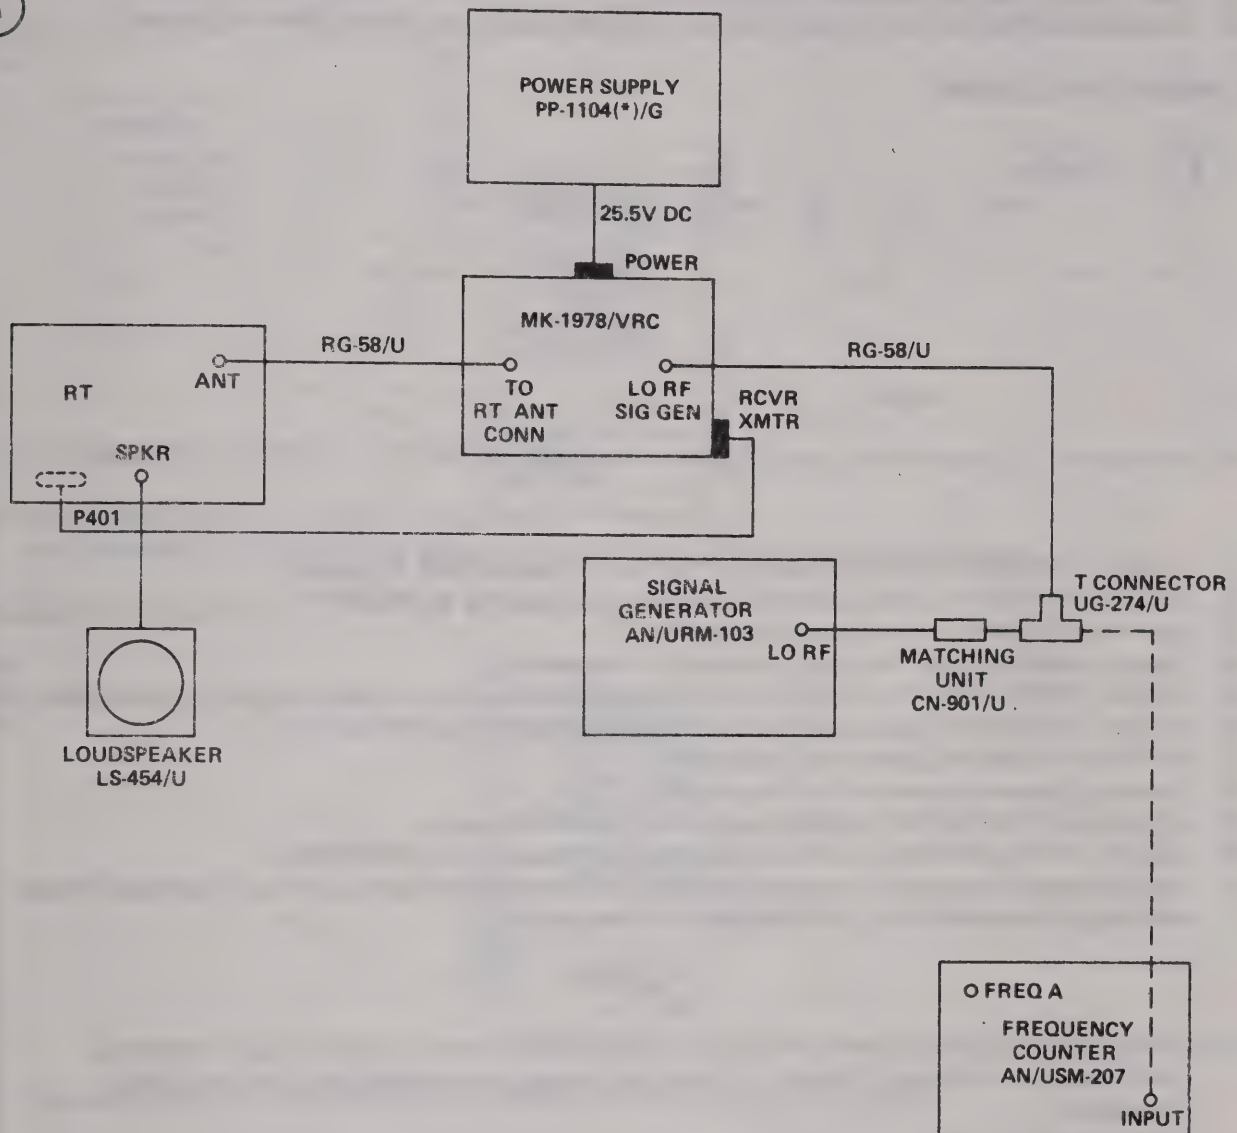 POWER SUPPLY
PP-1104(*)/G
25.5V DC
POWER
MK-1978/VRC
RG-58/U
RG-58/U
ANT
RT
TO
RT ANT
CONN
LO RF
SIG GEN
RCVR
XMTR
SPKR
P401
SIGNAL
GENERATOR
AN/URM-103
LO RF
T CONNECTOR
UG-274/U
MATCHING
UNIT
CN-901/U
LOUDSPEAKER
LS-454/U
FREQ A
FREQUENCY
COUNTER
AN/USM-207
INPUT